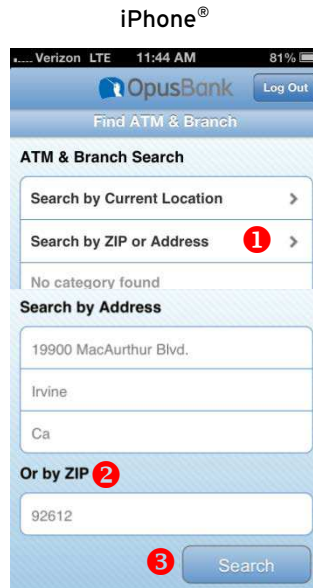 iPhone®
Verizon LTE 11:44 AM 81%
OpusBank Log Out
Find ATM & Branch
ATM & Branch Search
Search by Current Location
Search by ZIP or Address 1
No category found
Search by Address
19900 MacAurthur Blvd.
Irvine
Ca
Or by ZIP 2
92612
3 Search